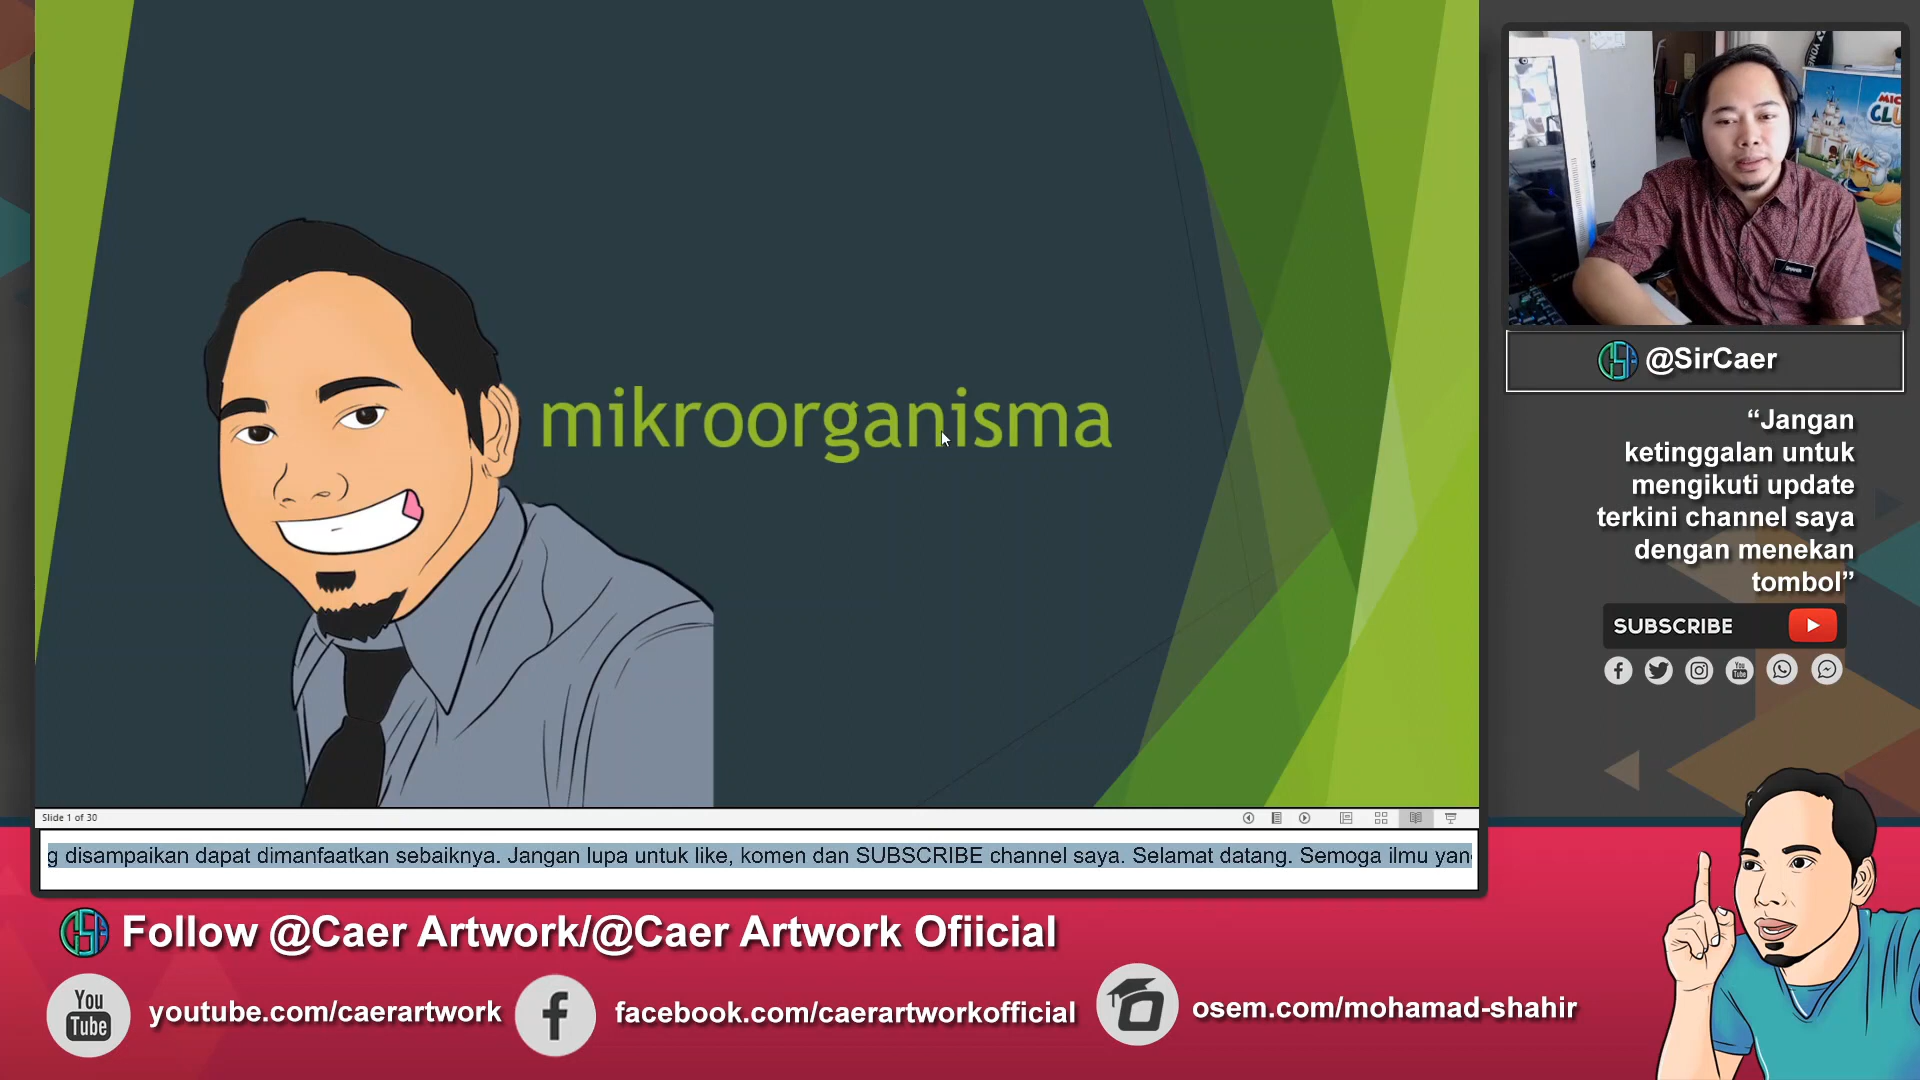 mikroorganisma
Slide 1 of 30
g disampaikan dapat dimanfaatkan sebaiknya. Jangan lupa untuk like, komen dan SUBSCRIBE channel saya. Selamat datang. Semoga ilmu yan
@SirCaer
“Jangan
ketinggalan untuk
mengikuti update
terkini channel saya
dengan menekan
tombol”
SUBSCRIBE
You
Tube
Follow @Caer Artwork/@Caer Artwork Ofiicial
You
Tube
youtube.com/caerartwork
facebook.com/caerartworkofficial
osem.com/mohamad-shahir